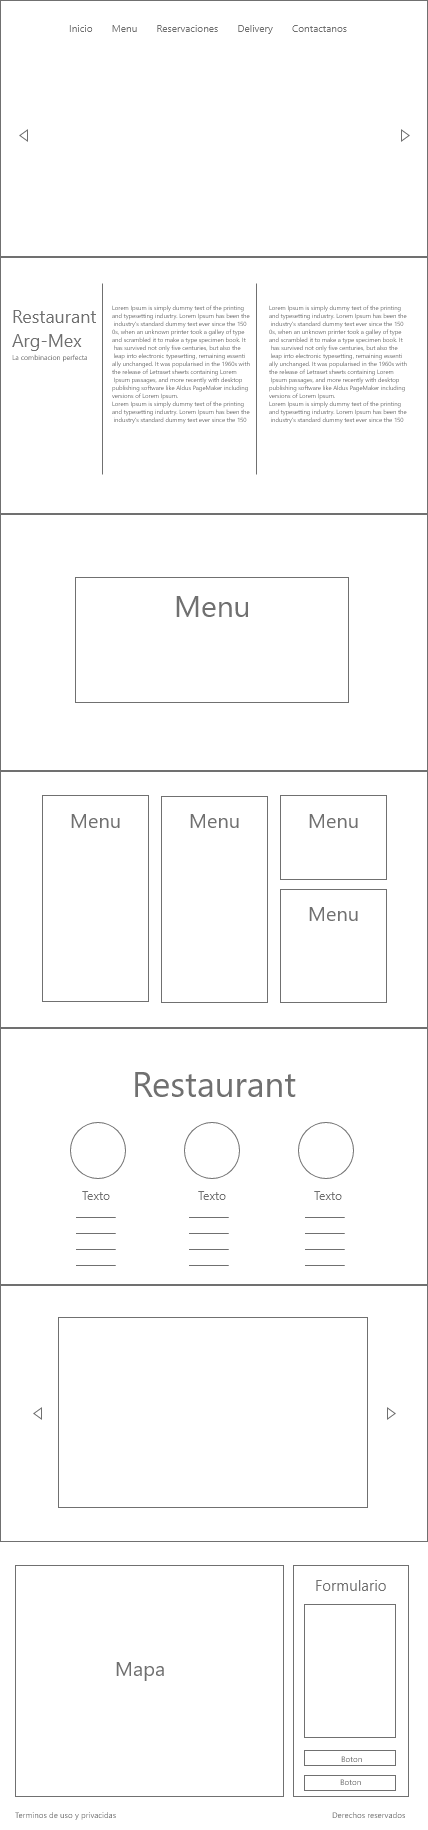 Inicio Menu Reservaciones Delivery Contactanos
Restaurant
Arg-Mex
La combinacion perfecta
Lorem Ipsum is simply dummy text of the printing
and typesetting industry. Lorem Ipsum has been the
industry's standard dummy text ever since the 150
0s, when an unknown printer took a galley of type
and scrambled it to make a type specimen book. It
has survived not only five centuries, but also the
leap into electronic typesetting, remaining essenti
ally unchanged. It was popularised in the 1960s with
the release of Letraset sheets containing Lorem
Ipsum passages, and more recently with desktop
publishing software like Aldus PageMaker including
versions of Lorem Ipsum.
Lorem Ipsum is simply dummy text of the printing
and typesetting industry. Lorem Ipsum has been the
industry's standard dummy text ever since the 150
Lorem Ipsum is simply dummy text of the printing
and typesetting industry. Lorem Ipsum has been the
industry's standard dummy text ever since the 150
0s, when an unknown printer took a galley of type
and scrambled it to make a type specimen book. It
has survived not only five centuries, but also the
leap into electronic typesetting, remaining essenti
ally unchanged. It was popularised in the 1960s with
the release of Letraset sheets containing Lorem
Ipsum passages, and more recently with desktop
publishing software like Aldus PageMaker including
versions of Lorem Ipsum.
Lorem Ipsum is simply dummy text of the printing
and typesetting industry. Lorem Ipsum has been the
industry's standard dummy text ever since the 150
Menu
Menu Menu Menu
Menu
Restaurant
Texto Texto Texto
Formulario
Mapa
Boton
Boton
Terminos de uso y privacidas Derechos reservados